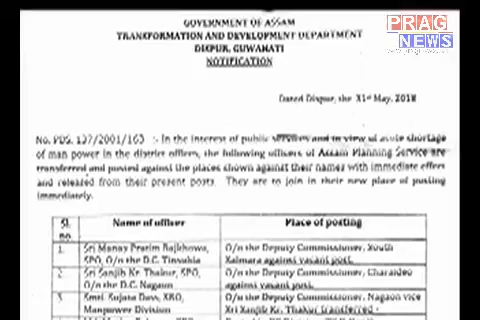 PRAG
NEWS
GOVERNMENT OF ASSAM
TRANSFORMATION AND DEVELOPMENT DEPARTMENT
DISPUR, GUWAHATI
NOTIFICATION
Dated Dispur, the 31st May, 2018
No. PDS. 137/2001/163 :- In the interest of public services and in view of acute shortage
of man power in the district offices, the following officers of Assam Planning Service are
transferred and posted against the places shown against their names with immediate effect
and released from their present posts. They are to join in their new place of posting
immediately.
Sl. no. Name of officer Place of posting
1. Sri Manas Pratim Rajkhowa, O/o the Deputy Commissioner, South
SPO, O/o the D.C. Tinsukia Salmara against vacant post.
2 Sri Sanjib Kr. Thakur, SPO, O/o the Deputy Commissioner, Charaideo
O/o the D.C. Nagaon against vacant post.
3 Smti. Sujata Das, O/o the Deputy Commissioner, Nagaon vice
Manpower Division Sri Sanjib Kr. Thakur transferred -